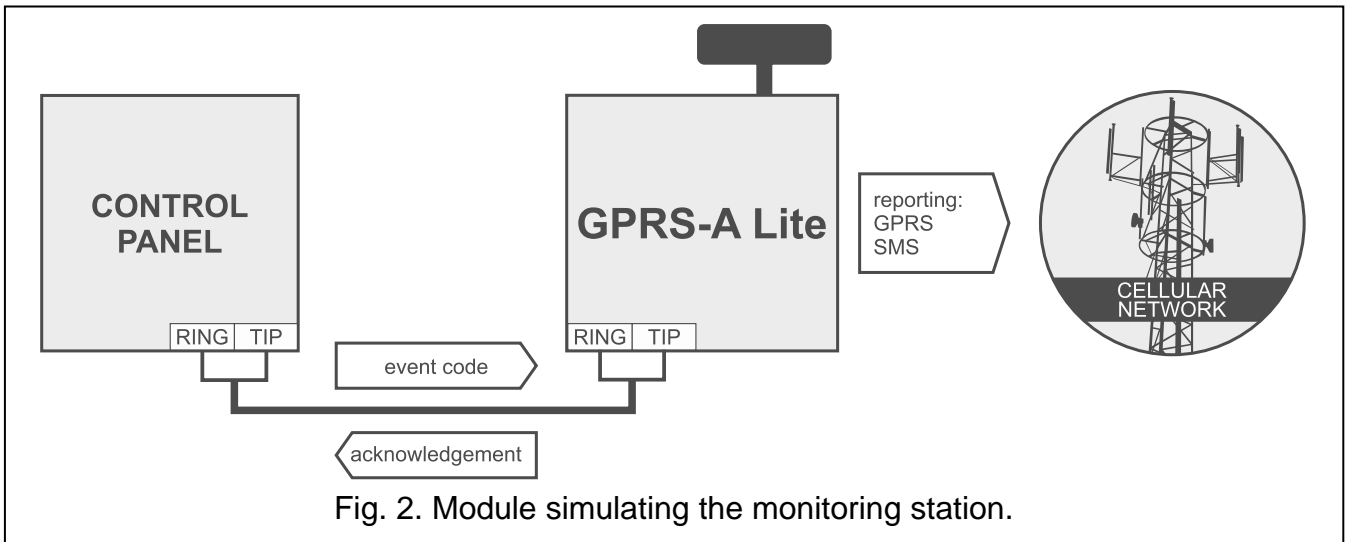 CONTROL
PANEL
RING TIP
event code
acknowledgement
GPRS-A Lite
RING TIP
reporting:
GPRS
SMS
CELLULAR
NETWORK
Fig. 2. Module simulating the monitoring station.